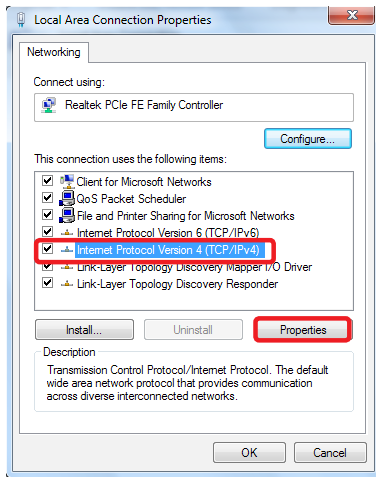 Local Area Connection Properties
Networking
Connect using:
Realtek PCIe FE Family Controller
Configure...
This connection uses the following items:
Client for Microsoft Networks
QoS Packet Scheduler
File and Printer Sharing for Microsoft Networks
Internet Protocol Version 6 (TCP/IPv6)
Internet Protocol Version 4 (TCP/IPv4)
Link-Layer Topology Discovery Mapper I/O Driver
Link-Layer Topology Discovery Responder
Install... Uninstall Properties
Description
Transmission Control Protocol/Internet Protocol. The default
wide area network protocol that provides communication
across diverse interconnected networks.
OK Cancel